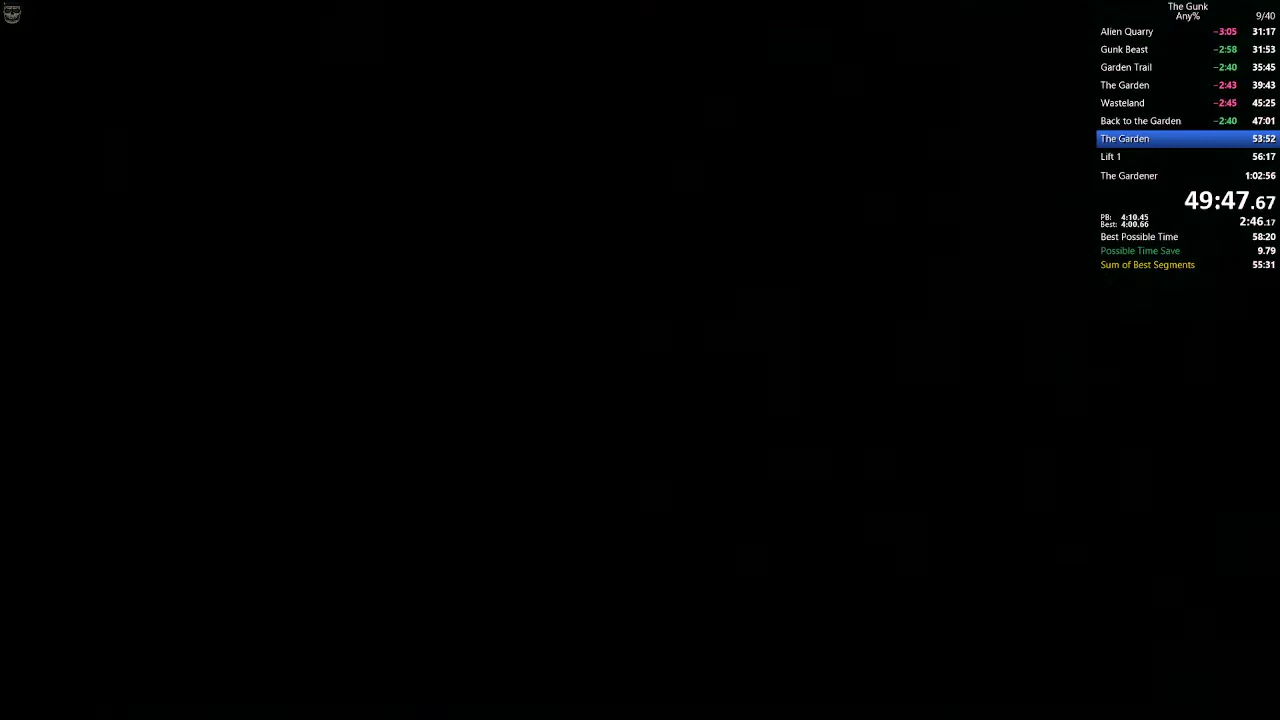 The Gunk
Any% 9/40
Alien Quarry −3:05 31:17
Gunk Beast −2:58 31:53
Garden Trail −2:40 35:45
The Garden −2:43 39:43
Wasteland −2:45 45:25
Back to the Garden −2:40 47:01
The Garden 53:52
Lift 1 56:17
The Gardener 1:02:56
49:47.67
PB: 4:10.45 2:46.17
Best: 4:00.66
Best Possible Time 58:20
Possible Time Save 9.79
Sum of Best Segments 55:31